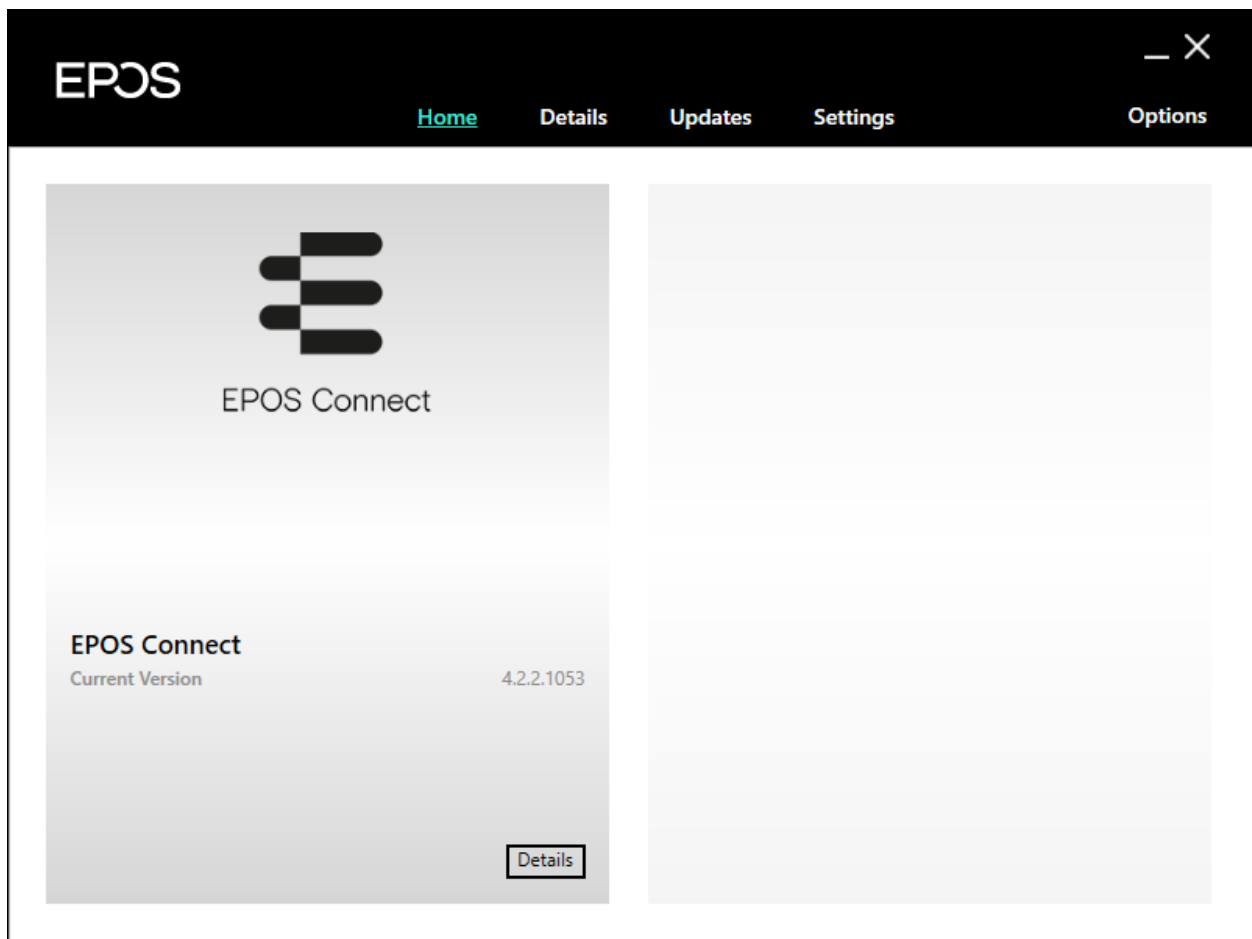 EPOS
Home Details Updates Settings Options
EPOS Connect
EPOS Connect
Current Version 4.2.2.1053
Details